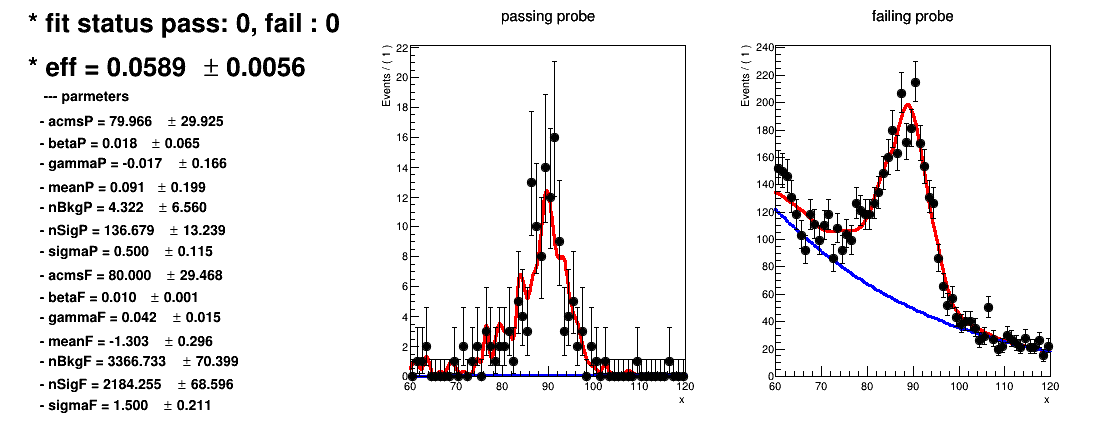 * fit status pass: 0, fail : 0
* eff = 0.0589 ± 0.0056
--- parmeters
- acmsP = 79.966 ± 29.925
- betaP = 0.018 ± 0.065
- gammaP = -0.017 ± 0.166
- meanP = 0.091 ± 0.199
- nBkgP = 4.322 ± 6.560
- nSigP = 136.679 ± 13.239
- sigmaP = 0.500 ± 0.115
- acmsF = 80.000 ± 29.468
- betaF = 0.010 ± 0.001
- gammaF = 0.042 ± 0.015
- meanF = -1.303 ± 0.296
- nBkgF = 3366.733 ± 70.399
- nSigF = 2184.255 ± 68.596
- sigmaF = 1.500 ± 0.211
passing probe
Events / ( 1 )
22
20
18
16
14
12
10
8
6
4
2
0
60 70 80 90 100 110 120
x
failing probe
Events / ( 1 )
240
220
200
180
160
140
120
100
80
60
40
20
0
60 70 80 90 100 110 120
x